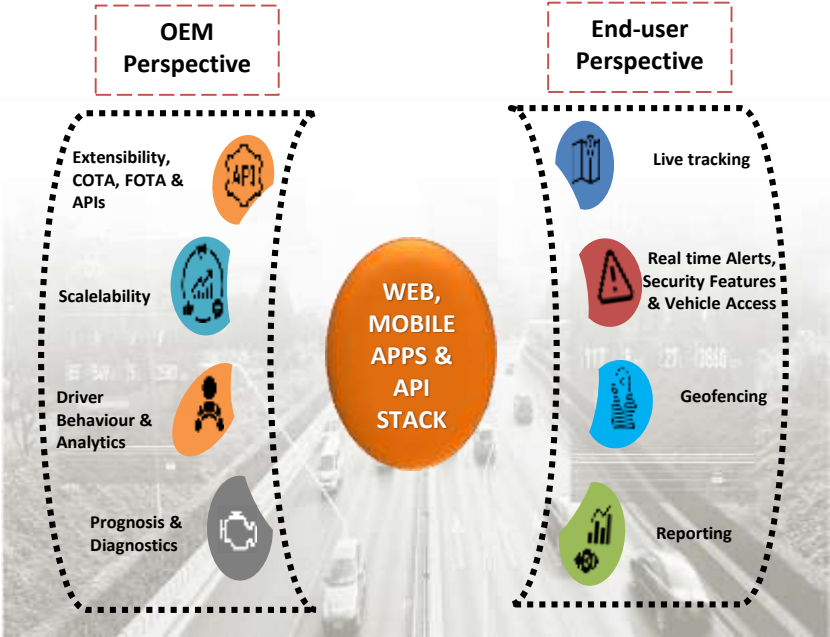 OEM
Perspective
End-user
Perspective
Extensibility,
COTA, FOTA &
APIs
API
Scalelability
Driver
Behaviour &
Analytics
Prognosis &
Diagnostics
WEB,
MOBILE
APPS &
API
STACK
Live tracking
Real time Alerts,
Security Features
& Vehicle Access
Geofencing
Reporting